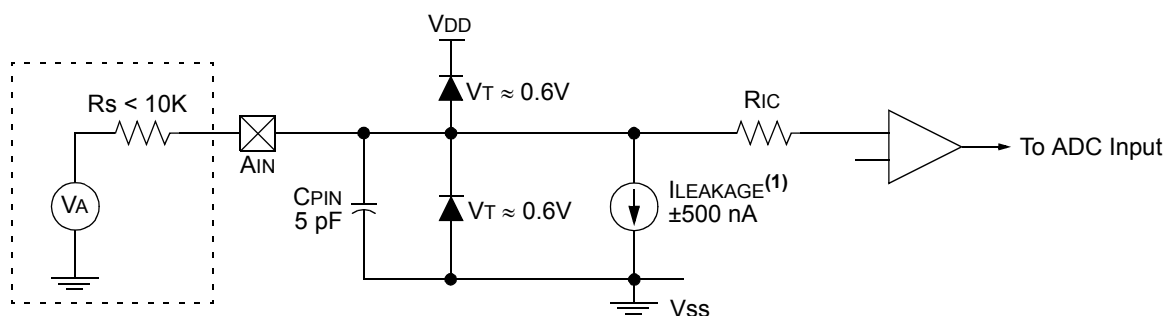 VDD
Rs < 10K
VT ≈ 0.6V
RIC
AIN
To ADC Input
VA
CPIN
5 pF
VT ≈ 0.6V
ILEAKAGE(1)
±500 nA
Vss